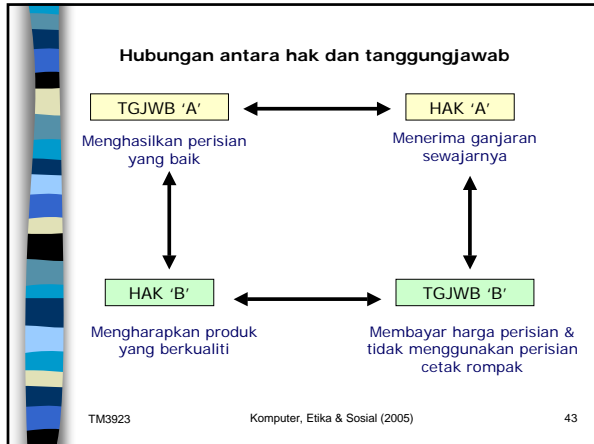 Hubungan antara hak dan tanggungjawab
TGJWB 'A'
HAK 'A'
Menghasilkan perisian
yang baik
Menerima ganjaran
sewajarnya
HAK 'B'
TGJWB 'B'
Mengharapkan produk
yang berkualiti
Membayar harga perisian &
tidak menggunakan perisian
cetak rompak
TM3923
Komputer, Etika & Sosial (2005)
43